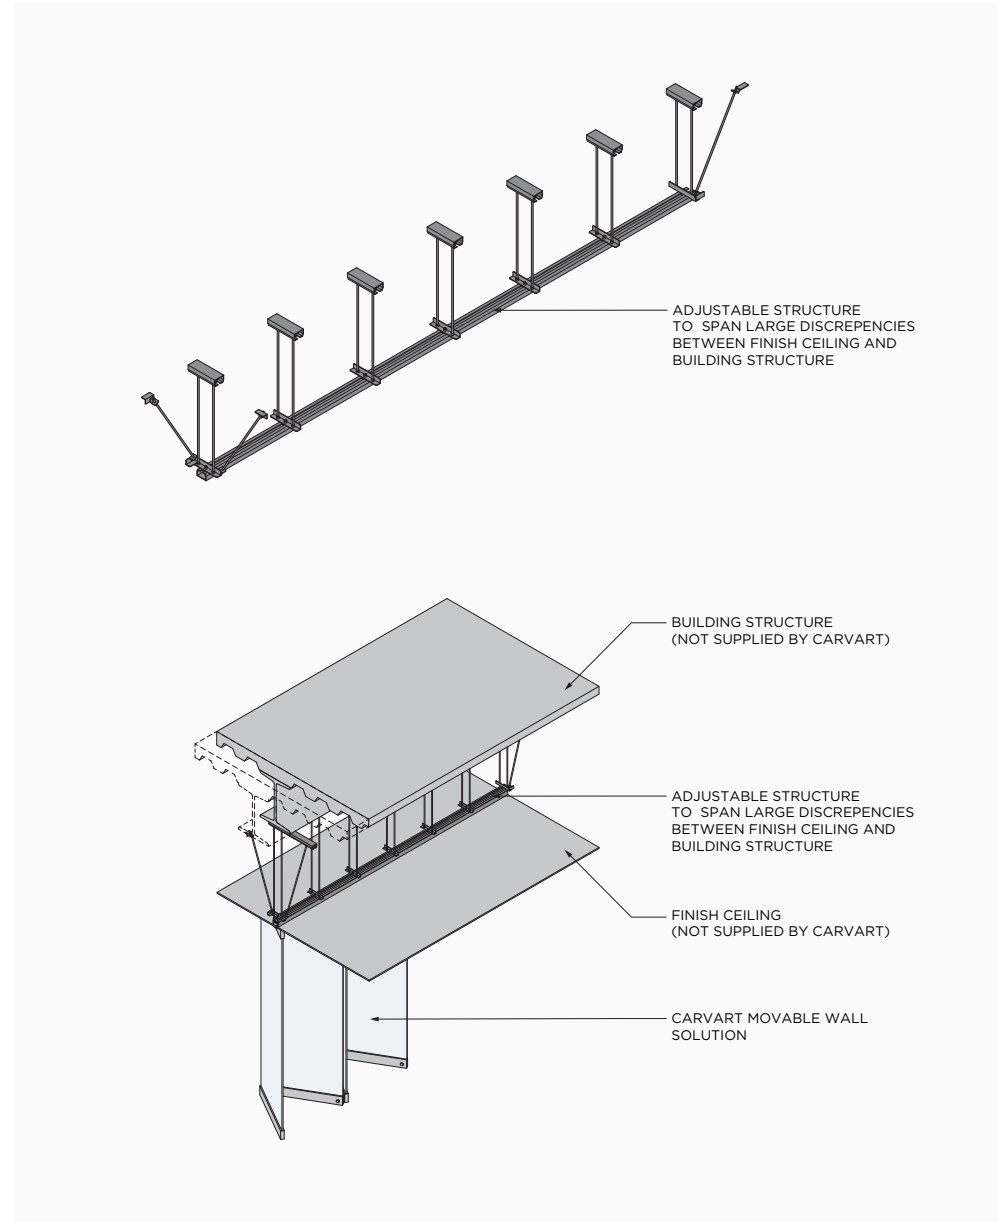 ADJUSTABLE STRUCTURE
TO SPAN LARGE DISCREPENCIES
BETWEEN FINISH CEILING AND
BUILDING STRUCTURE
BUILDING STRUCTURE
(NOT SUPPLIED BY CARVART)
ADJUSTABLE STRUCTURE
TO SPAN LARGE DISCREPENCIES
BETWEEN FINISH CEILING AND
BUILDING STRUCTURE
FINISH CEILING
(NOT SUPPLIED BY CARVART)
CARVART MOVABLE WALL
SOLUTION